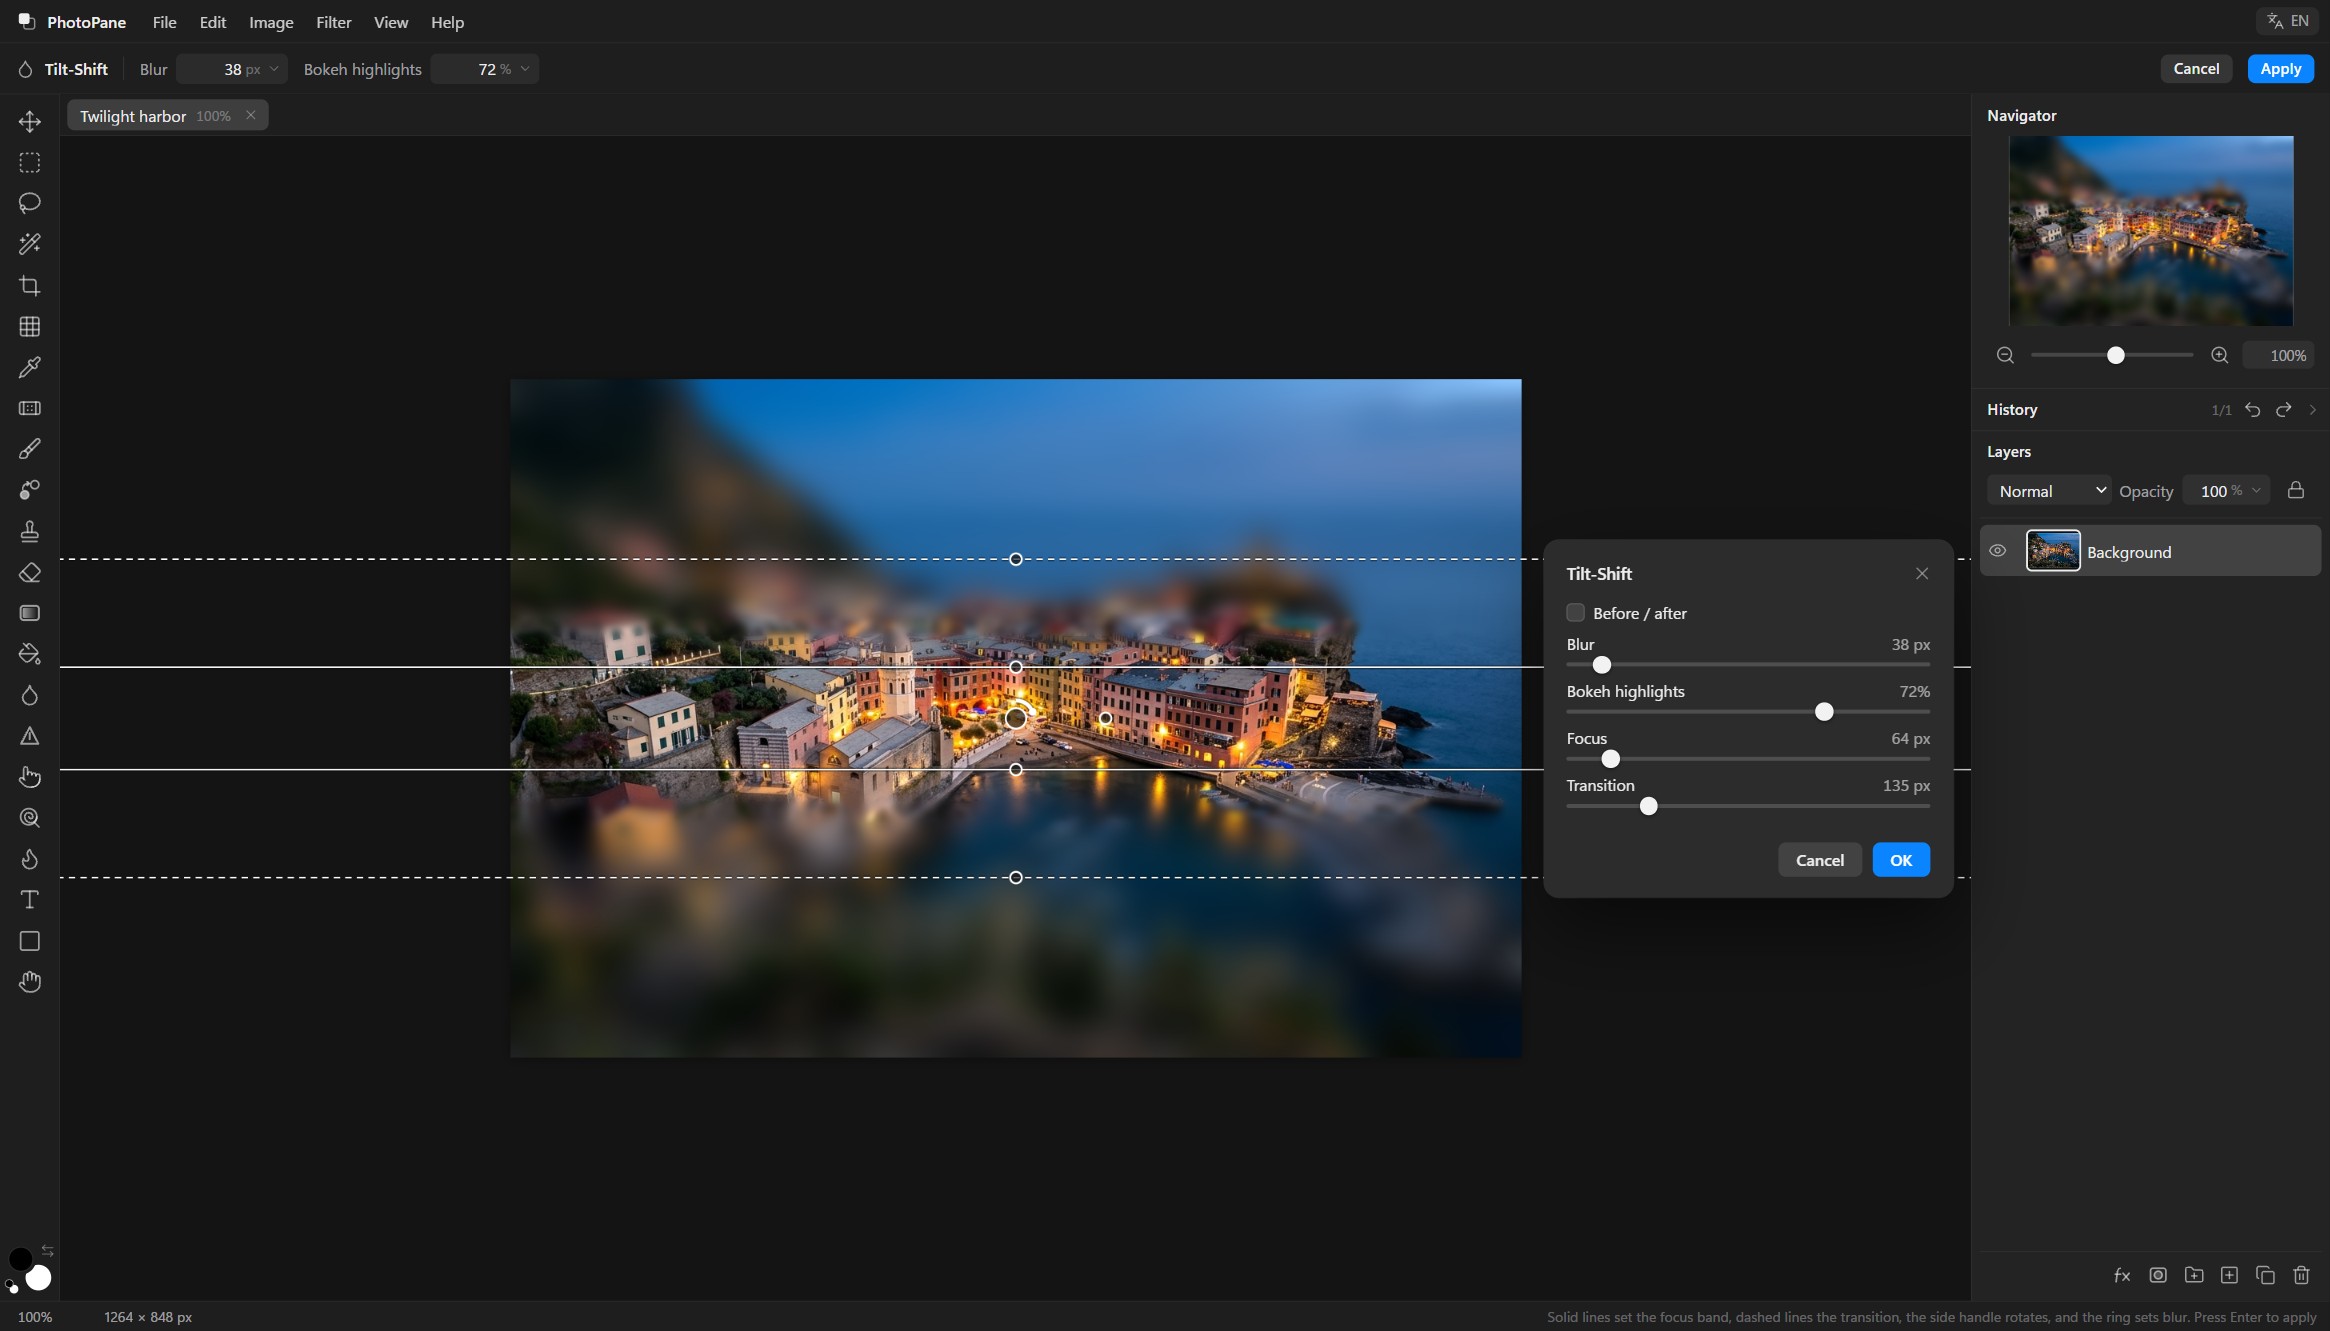 PhotoPane File Edit Image Filter View Help EN
Tilt-Shift Blur 38 px Bokeh highlights 72 % Cancel Apply
Twilight harbor 100%
Navigator
100%
History 1/1
Layers
Normal Opacity 100 %
Background
Tilt-Shift
Before / after
Blur 38 px
Bokeh highlights 72%
Focus 64 px
Transition 135 px
Cancel OK
fx
100% 1264 × 848 px Solid lines set the focus band, dashed lines the transition, the side handle rotates, and the ring sets blur. Press Enter to apply